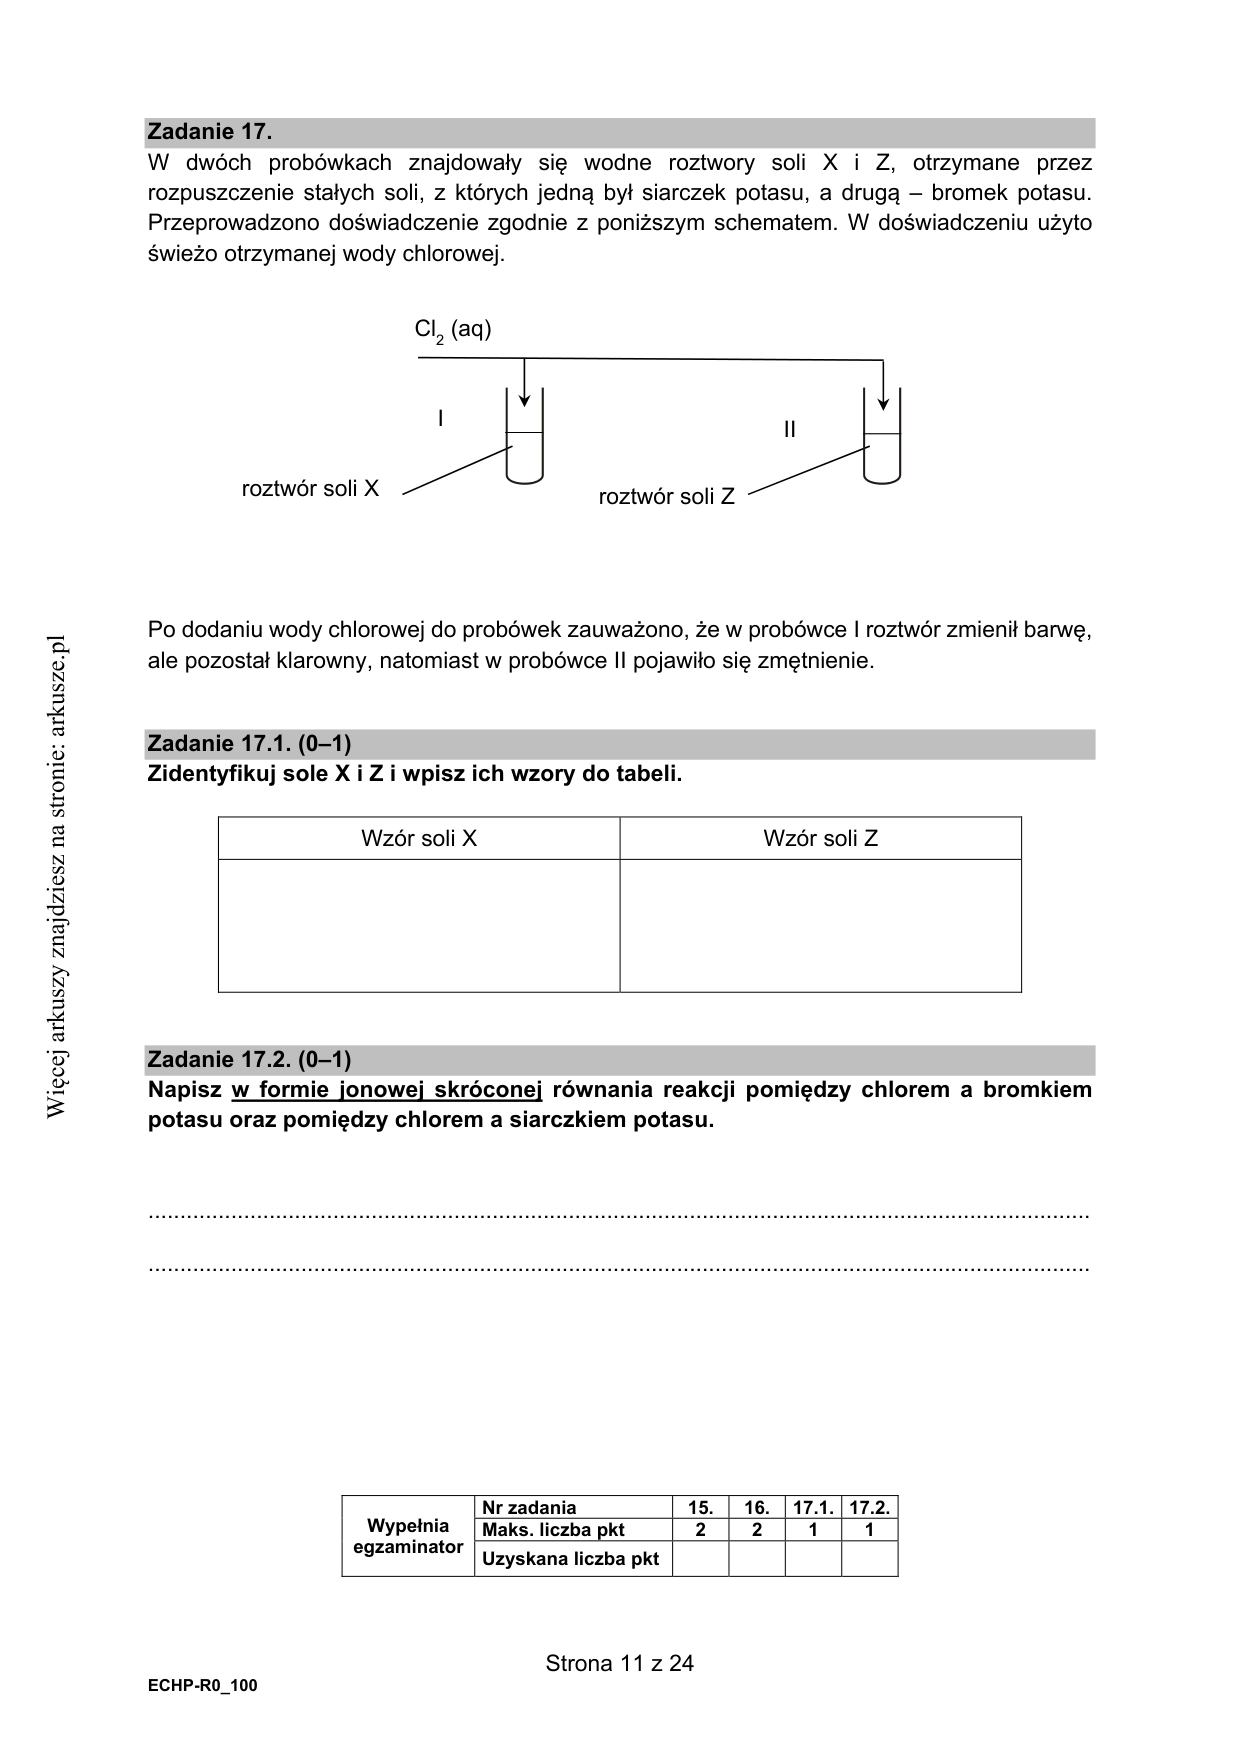 Zadanie 17.
W dwóch probówkach znajdowały się wodne roztwory soli X i Z, otrzymane przez
rozpuszczenie stałych soli, z których jedną był siarczek potasu, a drugą – bromek potasu.
Przeprowadzono doświadczenie zgodnie z poniższym schematem. W doświadczeniu użyto
świeżo otrzymanej wody chlorowej.
Cl2 (aq)
I
II
roztwór soli X
roztwór soli Z
Po dodaniu wody chlorowej do probówek zauważono, że w probówce I roztwór zmienił barwę,
ale pozostał klarowny, natomiast w probówce II pojawiło się zmętnienie.
Zadanie 17.1. (0–1)
Zidentyfikuj sole X i Z i wpisz ich wzory do tabeli.
Wzór soli X
Wzór soli Z
Zadanie 17.2. (0–1)
Napisz w formie jonowej skróconej równania reakcji pomiędzy chlorem a bromkiem
potasu oraz pomiędzy chlorem a siarczkiem potasu.
Wypełnia
egzaminator
Nr zadania 15. 16. 17.1. 17.2.
Maks. liczba pkt 2 2 1 1
Uzyskana liczba pkt
Strona 11 z 24
ECHP-R0_100
Więcej arkuszy znajdziesz na stronie: arkusze.pl